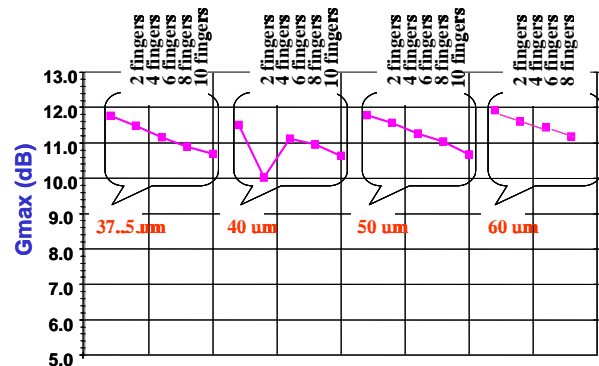 2 fingers
4 fingers
6 fingers
8 fingers
10 fingers
2 fingers
4 fingers
6 fingers
8 fingers
10 fingers
2 fingers
4 fingers
6 fingers
8 fingers
10 fingers
2 fingers
4 fingers
6 fingers
8 fingers
13.0
12.0
11.0
10.0
9.0
8.0
7.0
6.0
5.0
Gmax (dB)
37..5.um
40 um
50 um
60 um